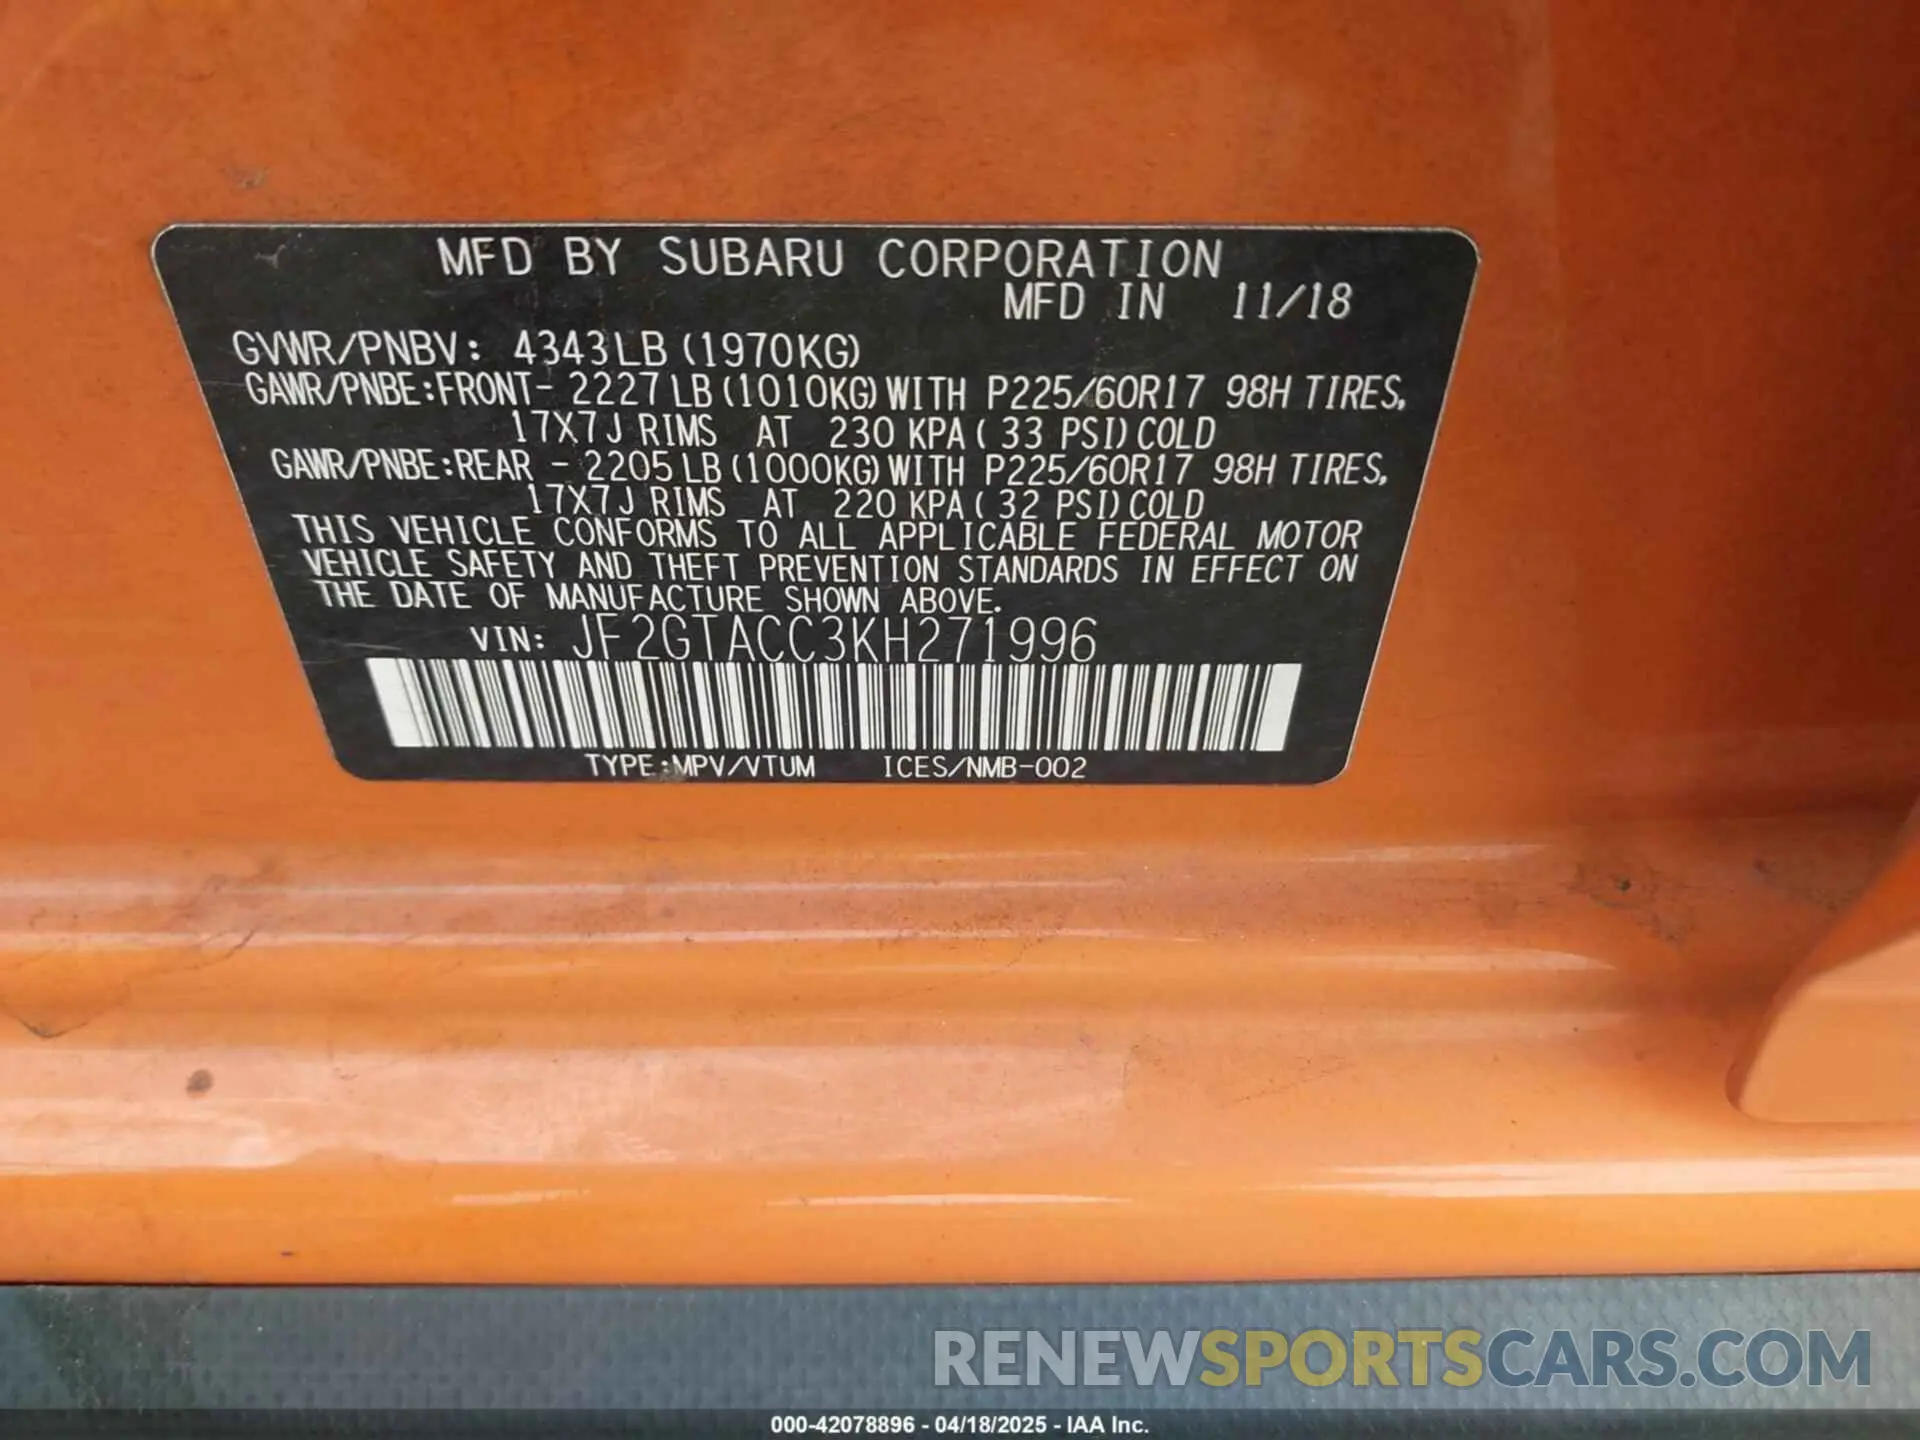 MFD BY SUBARU CORPORATION
MFD IN 11/18
GVWR/PNBV: 4343LB (1970KG)
GAWR/PNBE:FRONT- 2227LB (1010KG) WITH P225/60R17 98H TIRES,
17X7J RIMS AT 230 KPA ( 33 PSI) COLD
GAWR/PNBE:REAR - 2205LB (1000KG) WITH P225/60R17 98H TIRES,
17X7J RIMS AT 220 KPA ( 32 PSI) COLD
THIS VEHICLE CONFORMS TO ALL APPLICABLE FEDERAL MOTOR
VEHICLE SAFETY AND THEFT PREVENTION STANDARDS IN EFFECT ON
THE DATE OF MANUFACTURE SHOWN ABOVE.
VIN: JF2GTACC3KH271996
TYPE:MPV/VTUM ICES/NMB-002
RENEWSPORTSCARS.COM
000-42078896 - 04/18/2025 - IAA Inc.